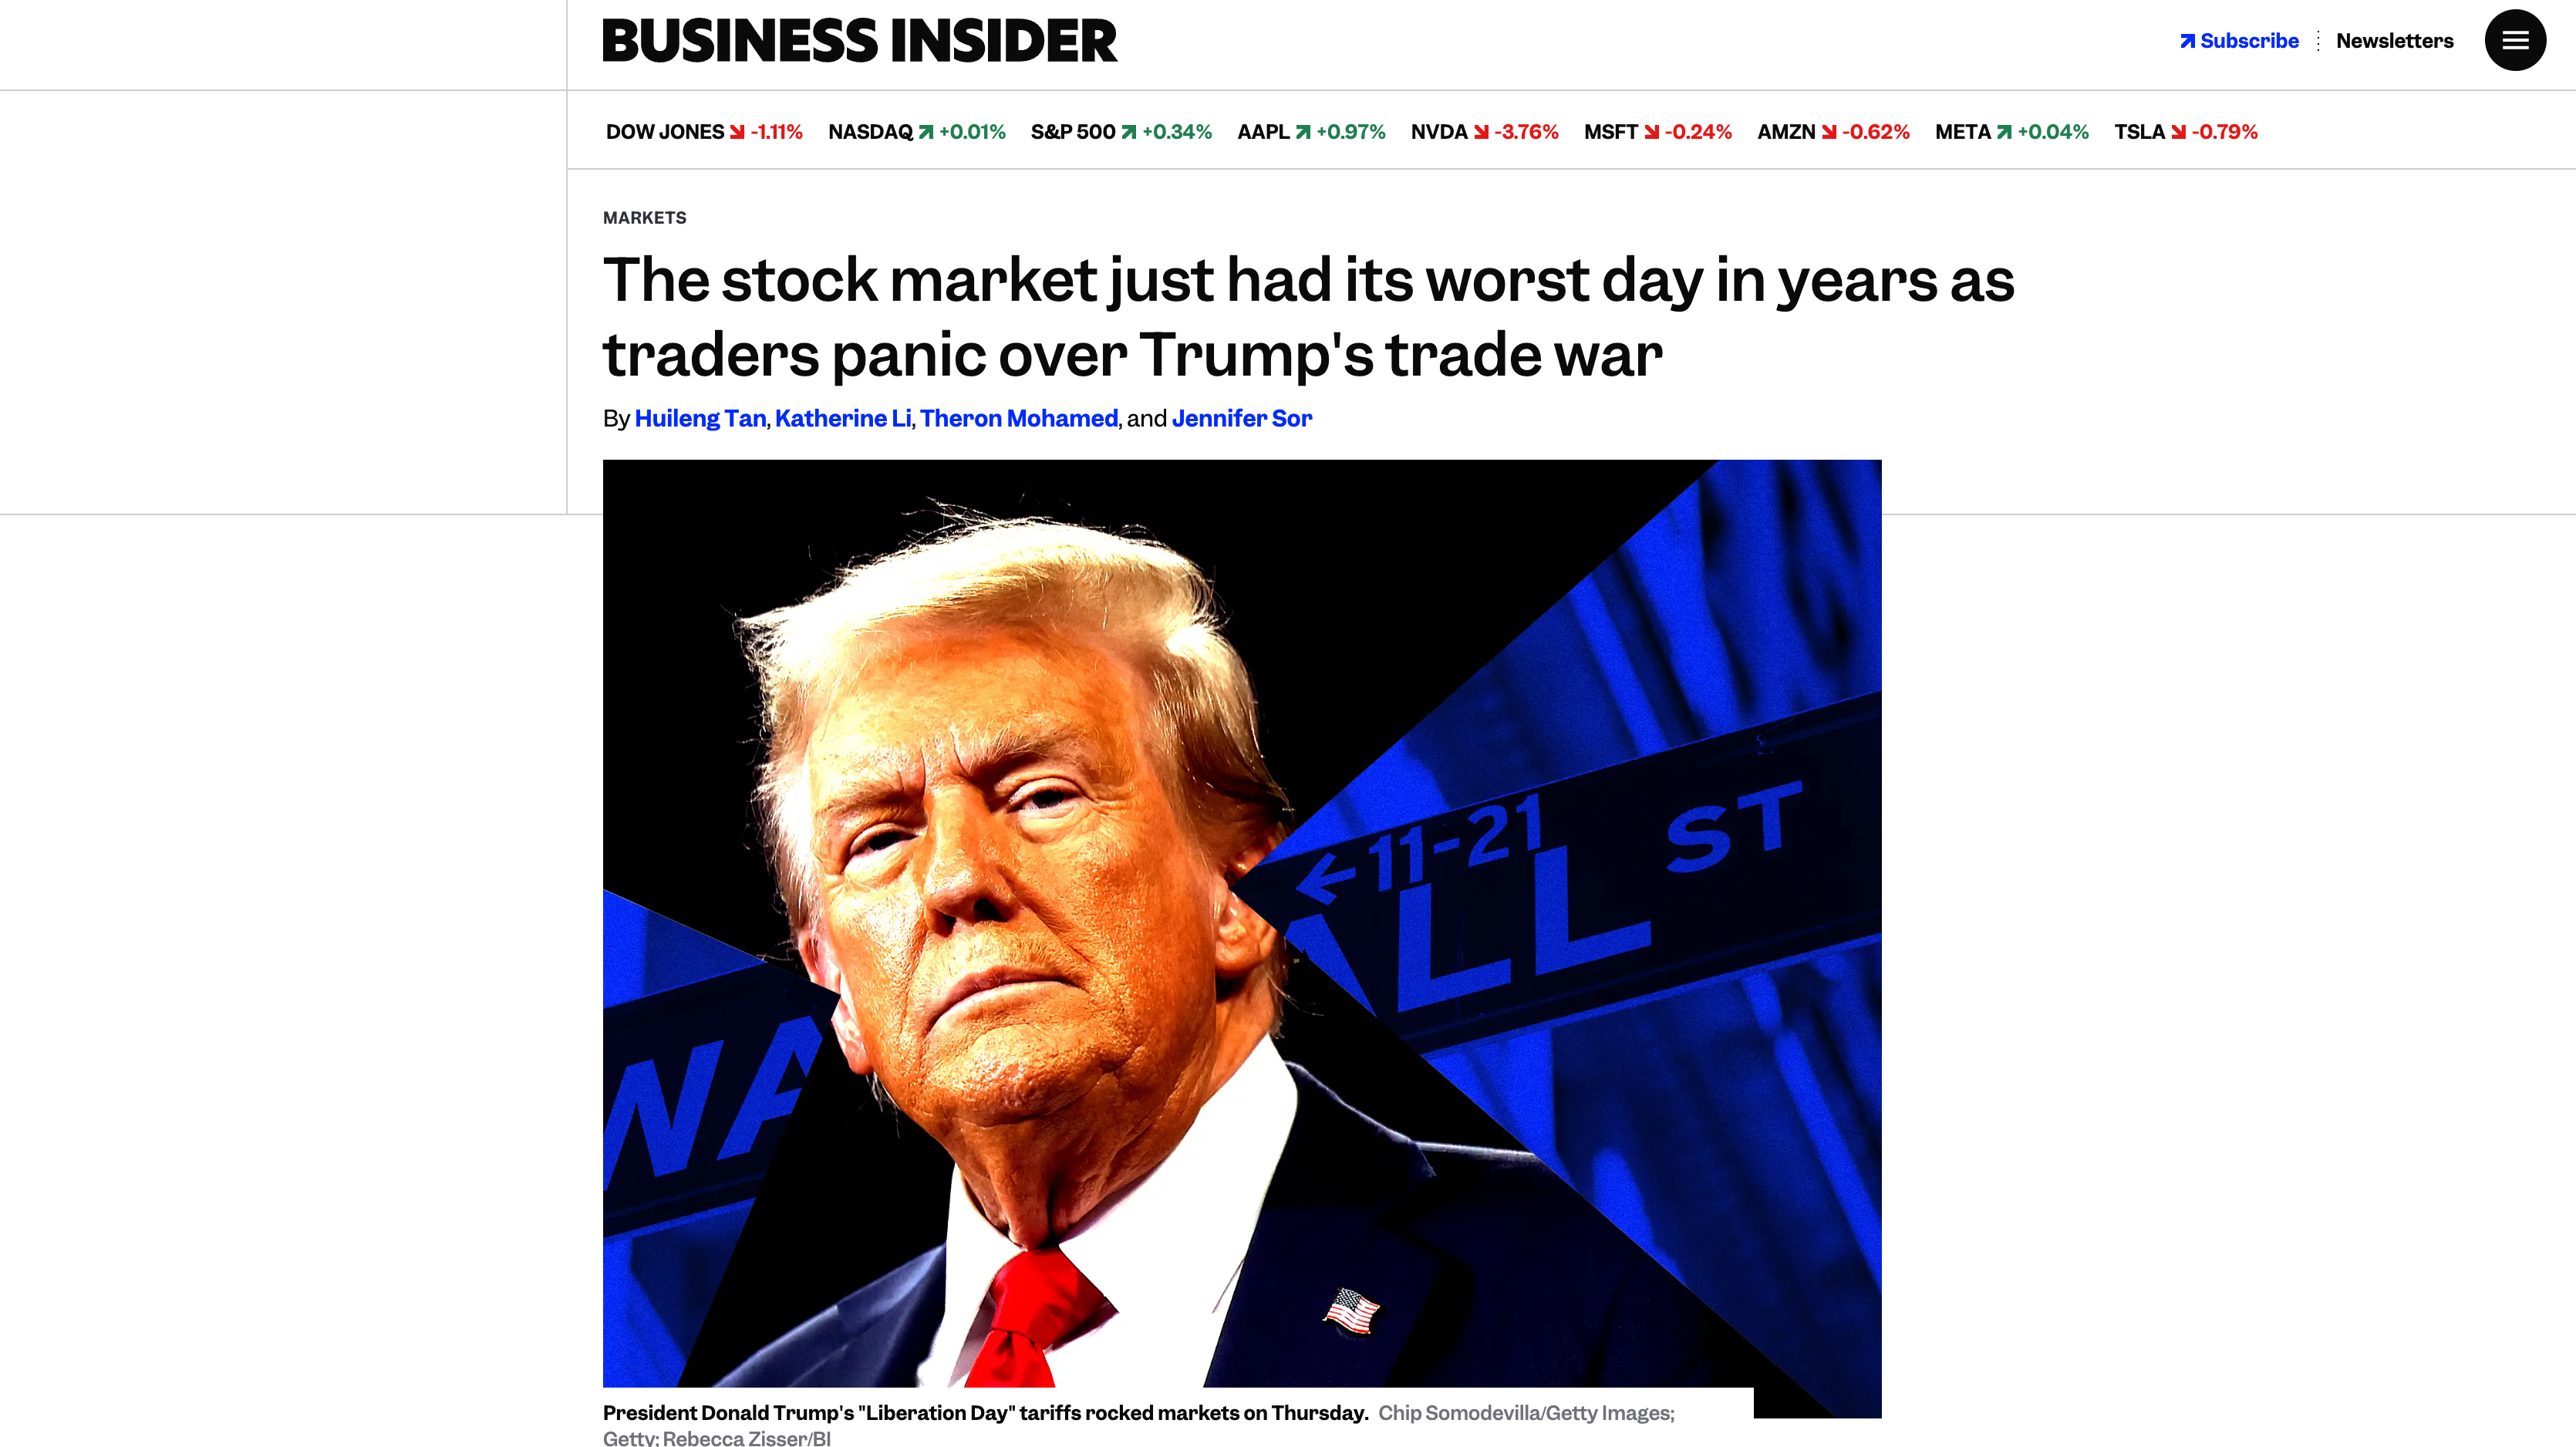 BUSINESS INSIDER
Subscribe Newsletters
DOW JONES -1.11% NASDAQ +0.01% S&P 500 +0.34% AAPL +0.97% NVDA -3.76% MSFT -0.24% AMZN -0.62% META +0.04% TSLA -0.79%
MARKETS
The stock market just had its worst day in years as
traders panic over Trump's trade war
By Huileng Tan, Katherine Li, Theron Mohamed, and Jennifer Sor
←11-21
ALL ST
WA
President Donald Trump's "Liberation Day" tariffs rocked markets on Thursday. Chip Somodevilla/Getty Images;
Getty; Rebecca Zisser/BI